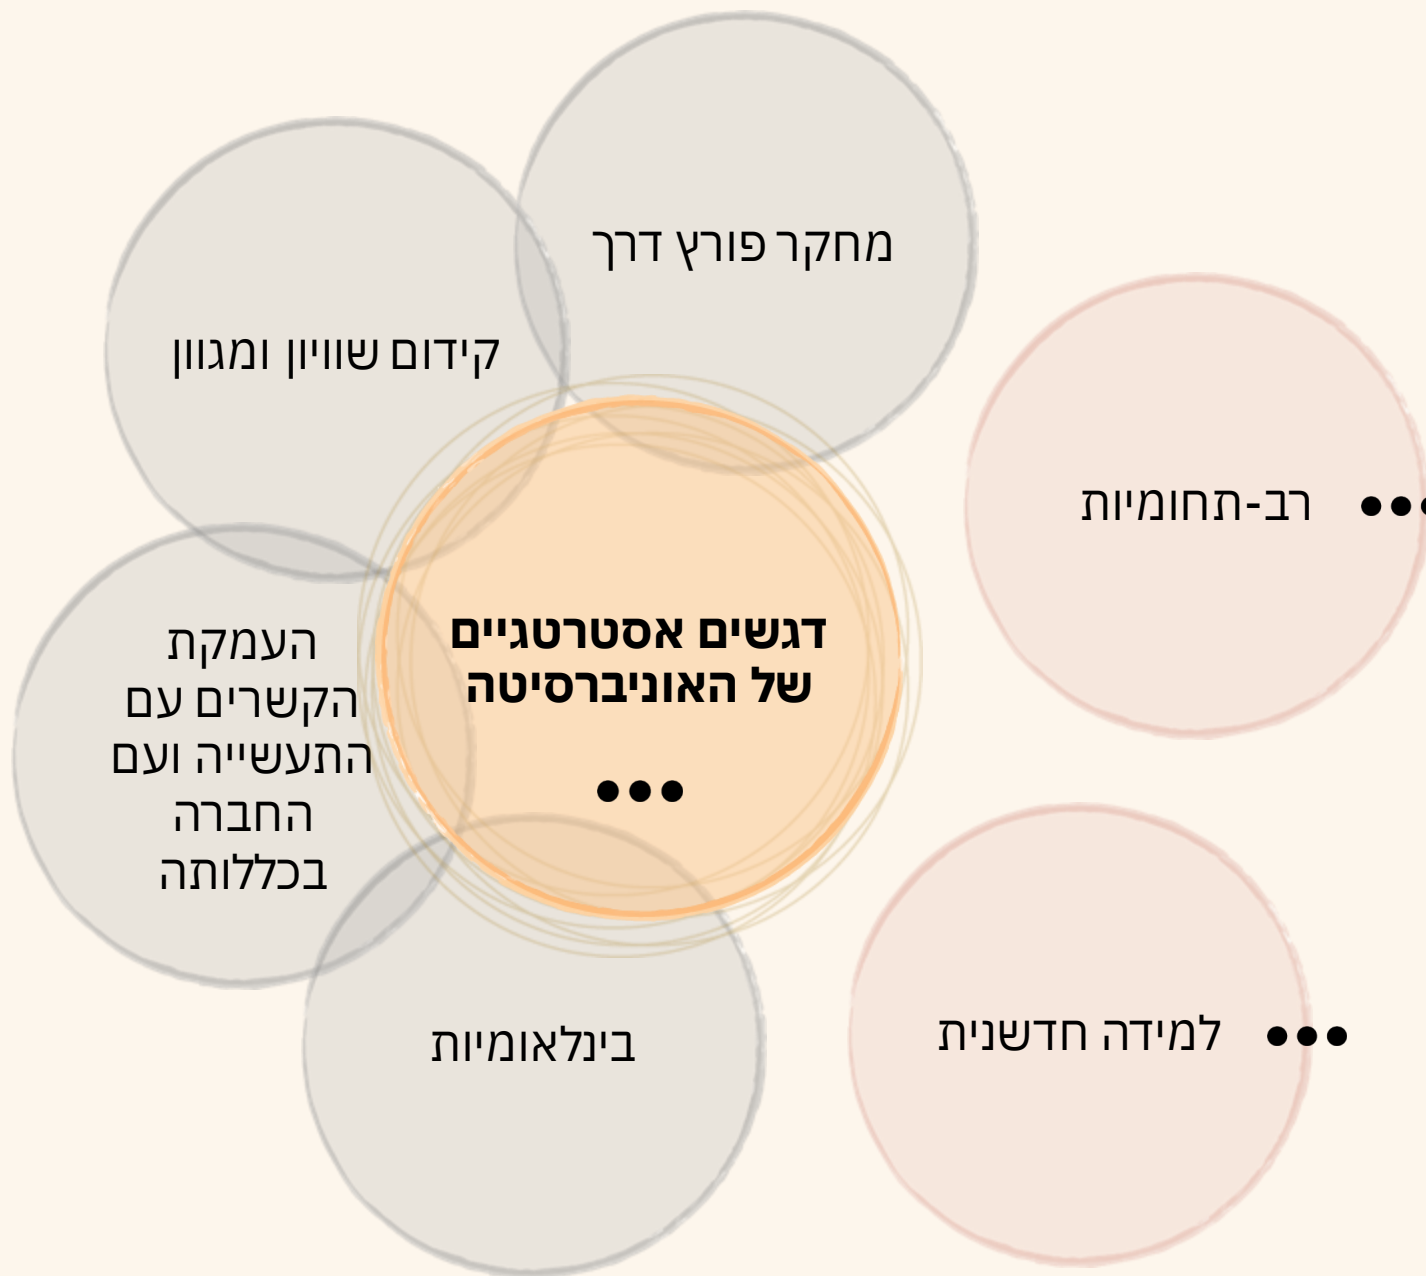 מחקר פורץ דרך
קידום שוויון ומגוון
רב-תחומיות •••
דגשים אסטרטגיים
של האוניברסיטה
•••
העמקת
הקשרים עם
התעשייה ועם
החברה
בכללותה
בינלאומיות
למידה חדשנית •••